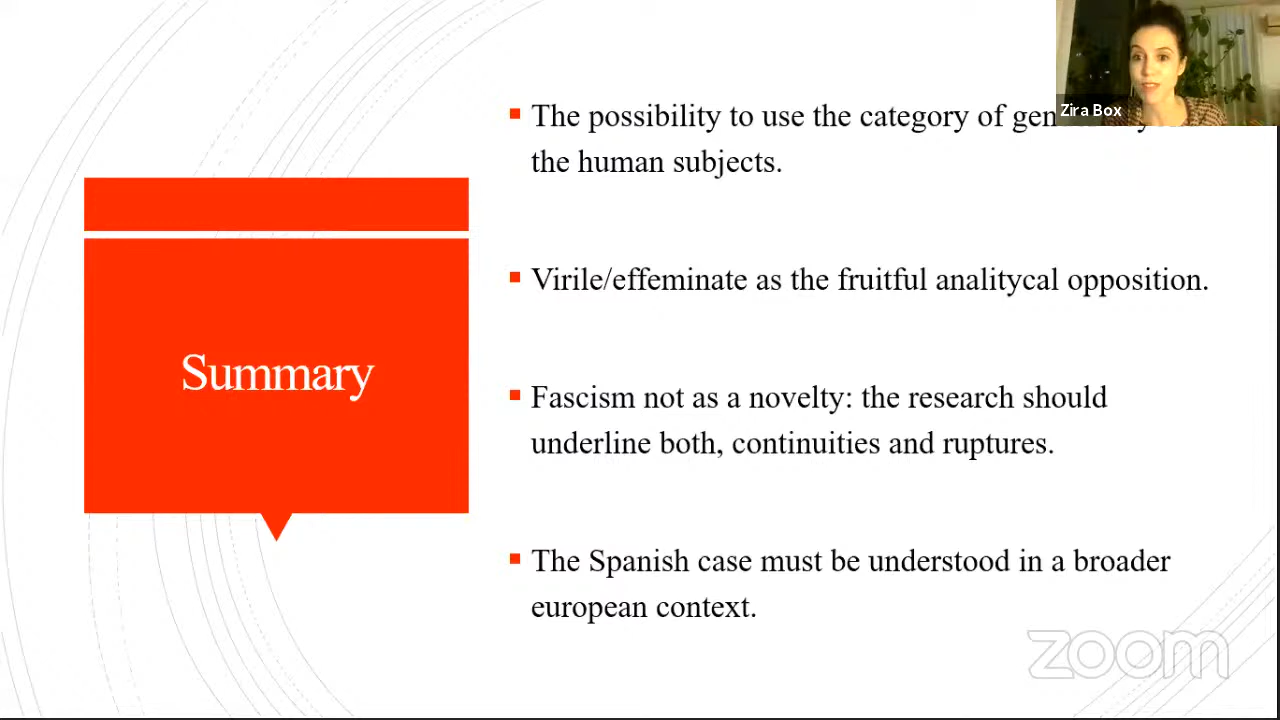 Zira Box
The possibility to use the category of
the human subjects.
Virile/effeminate as the fruitful analitycal opposition.
Summary
Fascism not as a novelty: the research should
underline both, continuities and ruptures.
The Spanish case must be understood in a broader
european context.
zoom